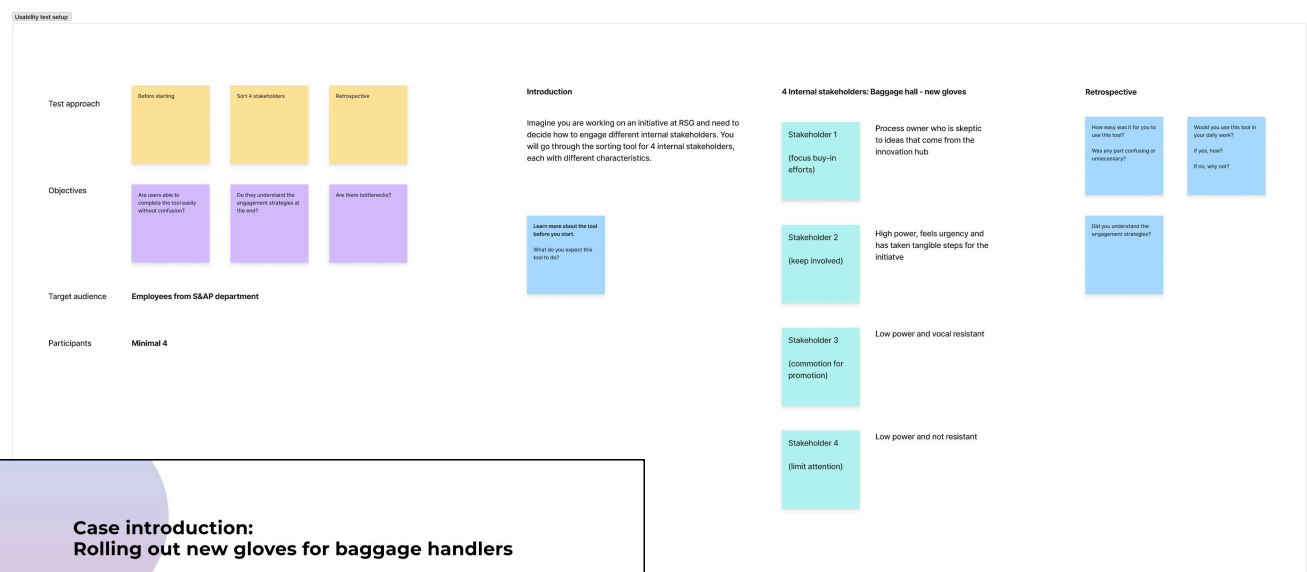 Usability test setup
Test approach
Before starting
Sort 4 stakeholders
Retrospective
Objectives
Are users able to
complete the tool easily
without confusion?
Do they understand the
engagement strategies at
the end?
Are there bottlenecks?
Target audience
Employees from S&AP department
Participants
Minimal 4
Introduction
Imagine you are working on an initiative at RSG and need to
decide how to engage different internal stakeholders. You
will go through the sorting tool for 4 internal stakeholders,
each with different characteristics.
Learn more about the tool
before you start.
What do you expect this
tool to do?
4 Internal stakeholders: Baggage hall - new gloves
Stakeholder 1
(focus buy-in
efforts)
Process owner who is skeptic
to ideas that come from the
innovation hub
Stakeholder 2
(keep involved)
High power, feels urgency and
has taken tangible steps for the
initiatve
Stakeholder 3
(commotion for
promotion)
Low power and vocal resistant
Stakeholder 4
(limit attention)
Low power and not resistant
Retrospective
How easy was it for you to
use this tool?
Was any part confusing or
unnecessary?
Would you use this tool in
your daily work?
If yes, how?
If no, why not?
Did you understand the
engagement strategies?
Case introduction:
Rolling out new gloves for baggage handlers